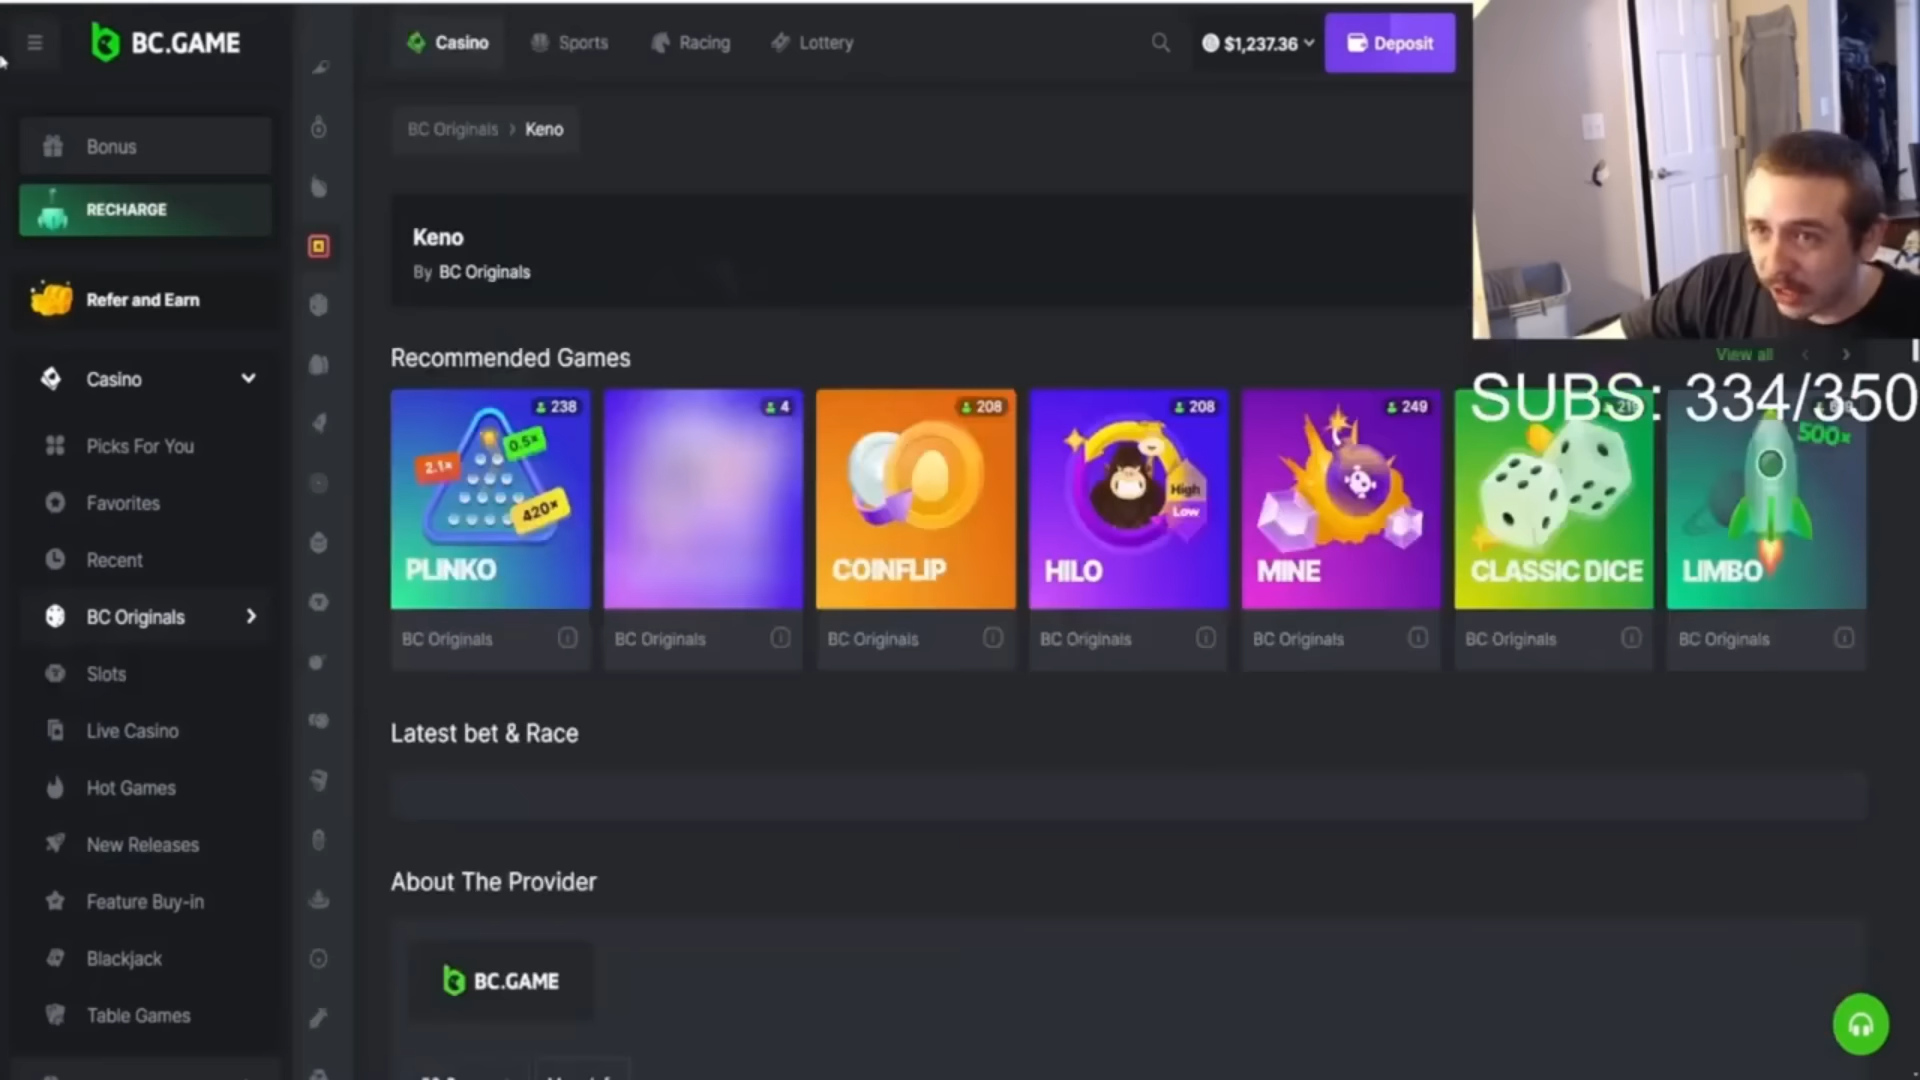 BC.GAME
Casino
Sports
Racing
Lottery
$1,237.36
Deposit
Bonus
RECHARGE
Refer and Earn
Casino
Picks For You
Favorites
Recent
BC Originals
Slots
Live Casino
Hot Games
New Releases
Feature Buy-in
Blackjack
Table Games
BC Originals › Keno
Keno
By BC Originals
Recommended Games
View all
SUBS: 334/350
238
2.1×
0.5×
420×
PLINKO
BC Originals
4
BC Originals
208
COINFLIP
BC Originals
208
High
Low
HILO
BC Originals
249
MINE
BC Originals
CLASSIC DICE
BC Originals
500×
LIMBO
BC Originals
Latest bet & Race
About The Provider
BC.GAME